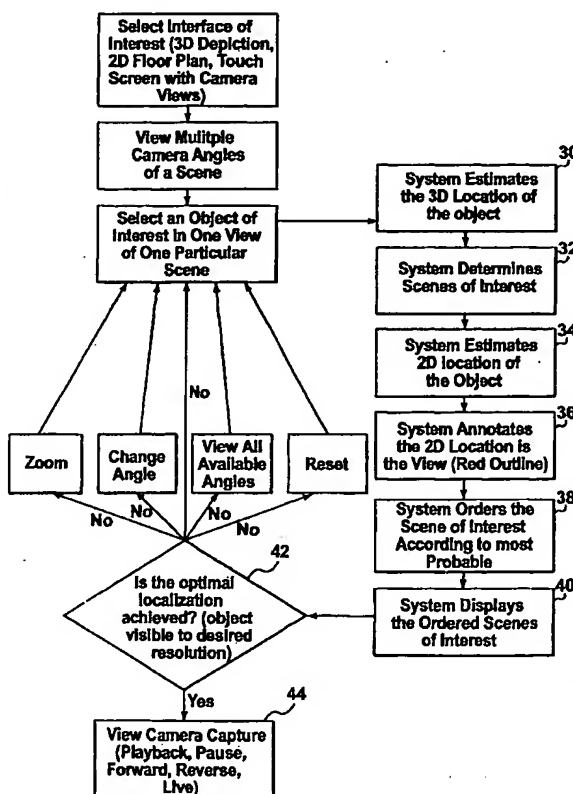 Select Interface of
Interest (3D Depiction,
2D Floor Plan, Touch
Screen with Camera
Views)
View Mulitple
Camera Angles
of a Scene
Select an Object of
Interest in One View
of One Particular
Scene
30
System Estimates
the 3D Location of
the object
32
System Determines
Scenes of Interest
34
System Estimates
2D location of
the Object
36
System Annotates
the 2D Location is
the View (Red Outline)
38
System Orders the
Scene of Interest
According to most
Probable
40
System Displays
the Ordered Scenes
of Interest
No
Zoom
Change
Angle
View All
Available
Angles
Reset
No
No
No
No
42
Is the optimal
localization
achieved? (object
visible to desired
resolution)
Yes
44
View Camera Capture
(Playback, Pause,
Forward, Reverse,
Live)